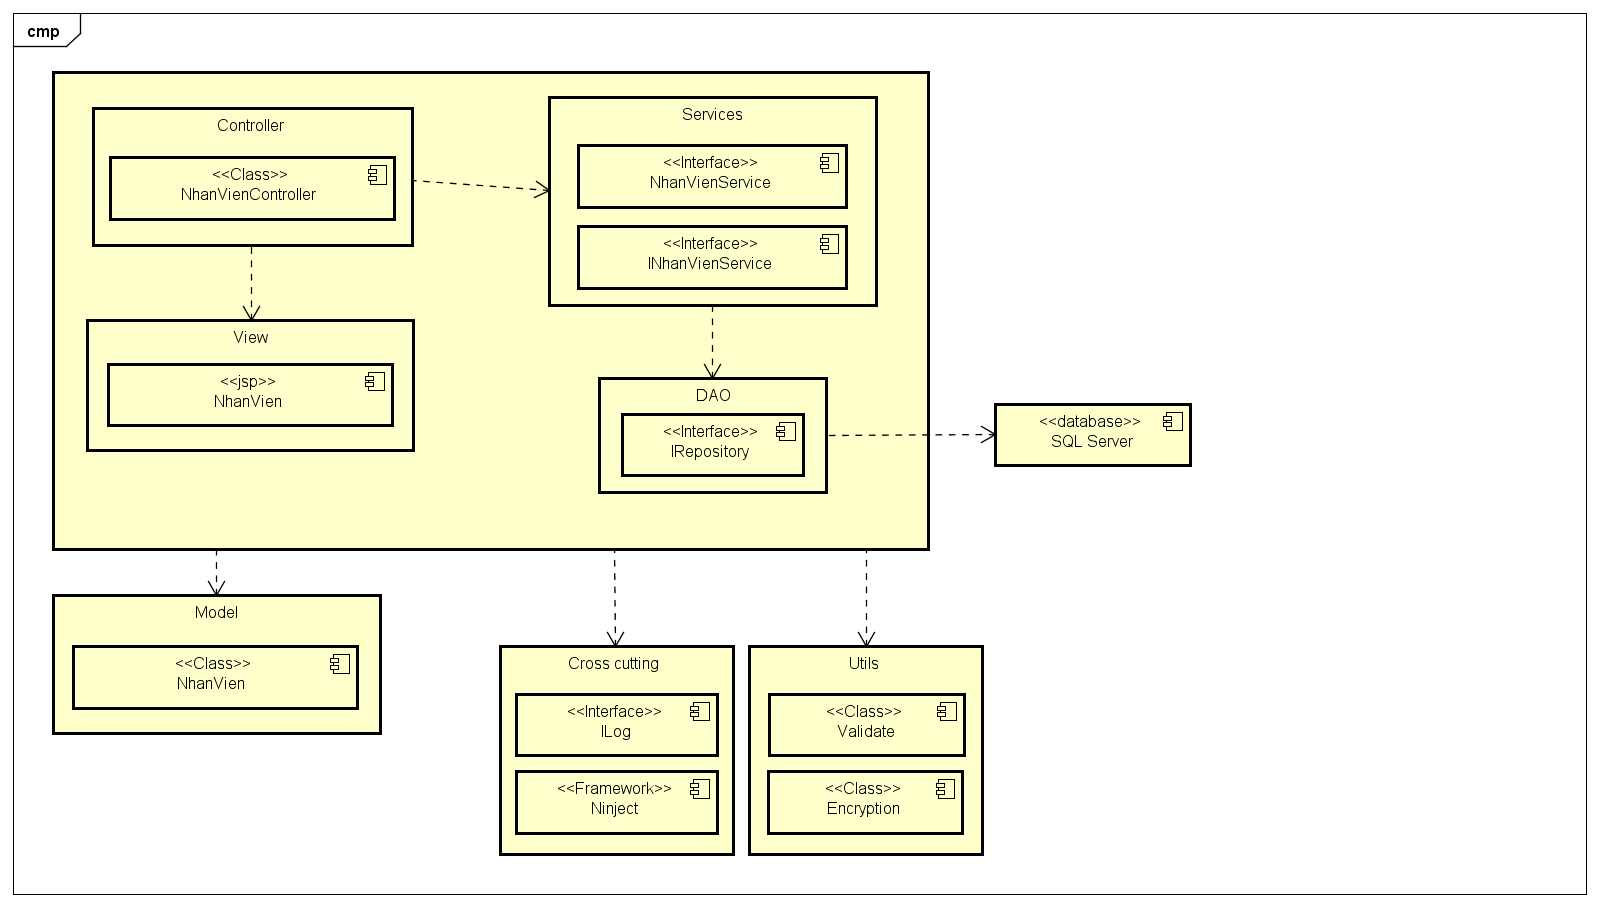 cmp
Controller
<<Class>>
NhanVienController
Services
<<Interface>>
NhanVienService
<<Interface>>
INhanVienService
View
<<jsp>>
NhanVien
DAO
<<Interface>>
IRepository
<<database>>
SQL Server
Model
<<Class>>
NhanVien
Cross cutting
<<Interface>>
ILog
<<Framework>>
Ninject
Utils
<<Class>>
Validate
<<Class>>
Encryption